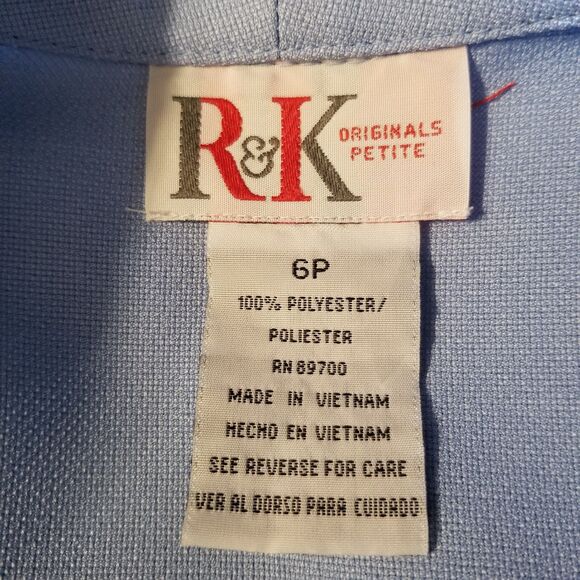 R&K ORIGINALS
PETITE
6P
100% POLYESTER/
POLIESTER
RN 89700
MADE IN VIETNAM
HECHO EN VIETNAM
SEE REVERSE FOR CARE
VER AL DORSO PARA CUIDADO